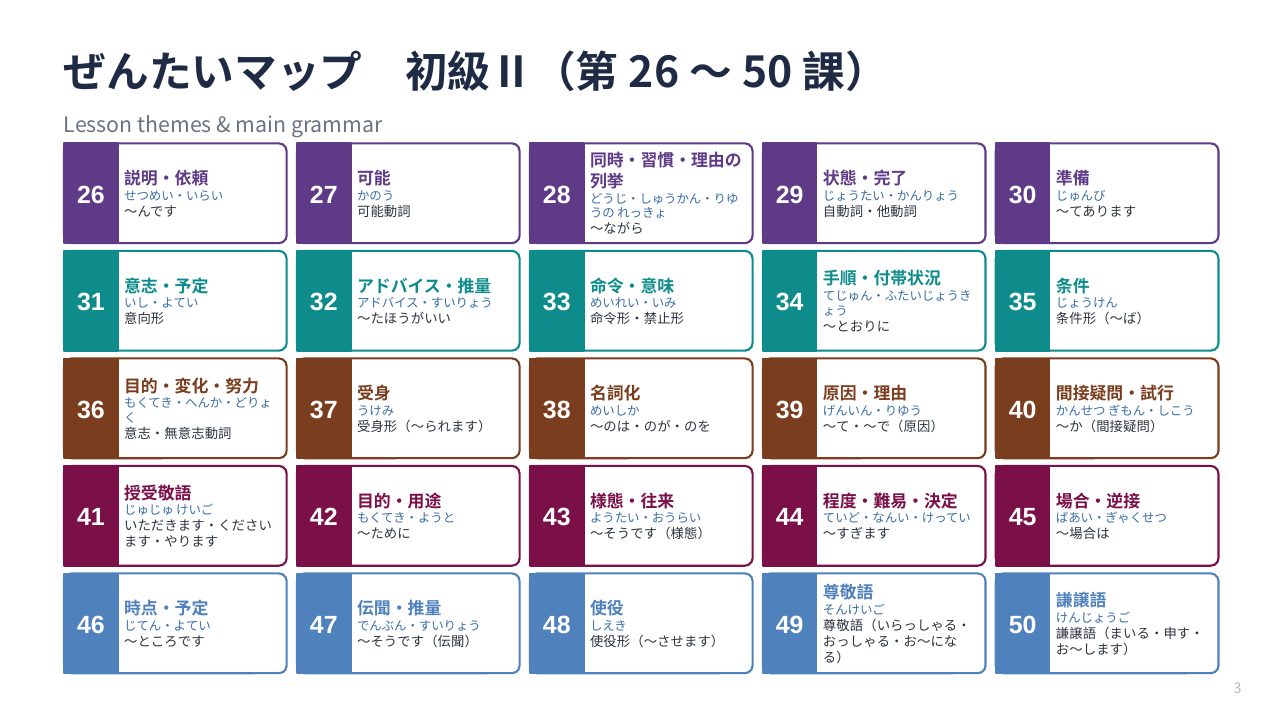 ぜんたいマップ　初級Ⅱ（第 26 〜 50 課）
Lesson themes & main grammar
26
説明・依頼
せつめい・いらい
〜んです
27
可能
かのう
可能動詞
28
同時・習慣・理由の
列挙
どうじ・しゅうかん・りゆ
うの れっきょ
〜ながら
29
状態・完了
じょうたい・かんりょう
自動詞・他動詞
30
準備
じゅんび
〜てあります
31
意志・予定
いし・よてい
意向形
32
アドバイス・推量
アドバイス・すいりょう
〜たほうがいい
33
命令・意味
めいれい・いみ
命令形・禁止形
34
手順・付帯状況
てじゅん・ふたいじょうき
ょう
〜とおりに
35
条件
じょうけん
条件形（〜ば）
36
目的・変化・努力
もくてき・へんか・どりょ
く
意志・無意志動詞
37
受身
うけみ
受身形（〜られます）
38
名詞化
めいしか
〜のは・のが・のを
39
原因・理由
げんいん・りゆう
〜て・〜で（原因）
40
間接疑問・試行
かんせつ ぎもん・しこう
〜か（間接疑問）
41
授受敬語
じゅじゅ けいご
いただきます・ください
ます・やります
42
目的・用途
もくてき・ようと
〜ために
43
様態・往来
ようたい・おうらい
〜そうです（様態）
44
程度・難易・決定
ていど・なんい・けってい
〜すぎます
45
場合・逆接
ばあい・ぎゃくせつ
〜場合は
46
時点・予定
じてん・よてい
〜ところです
47
伝聞・推量
でんぶん・すいりょう
〜そうです（伝聞）
48
使役
しえき
使役形（〜させます）
49
尊敬語
そんけいご
尊敬語（いらっしゃる・
おっしゃる・お〜にな
る）
50
謙譲語
けんじょうご
謙譲語（まいる・申す・
お〜します）
3